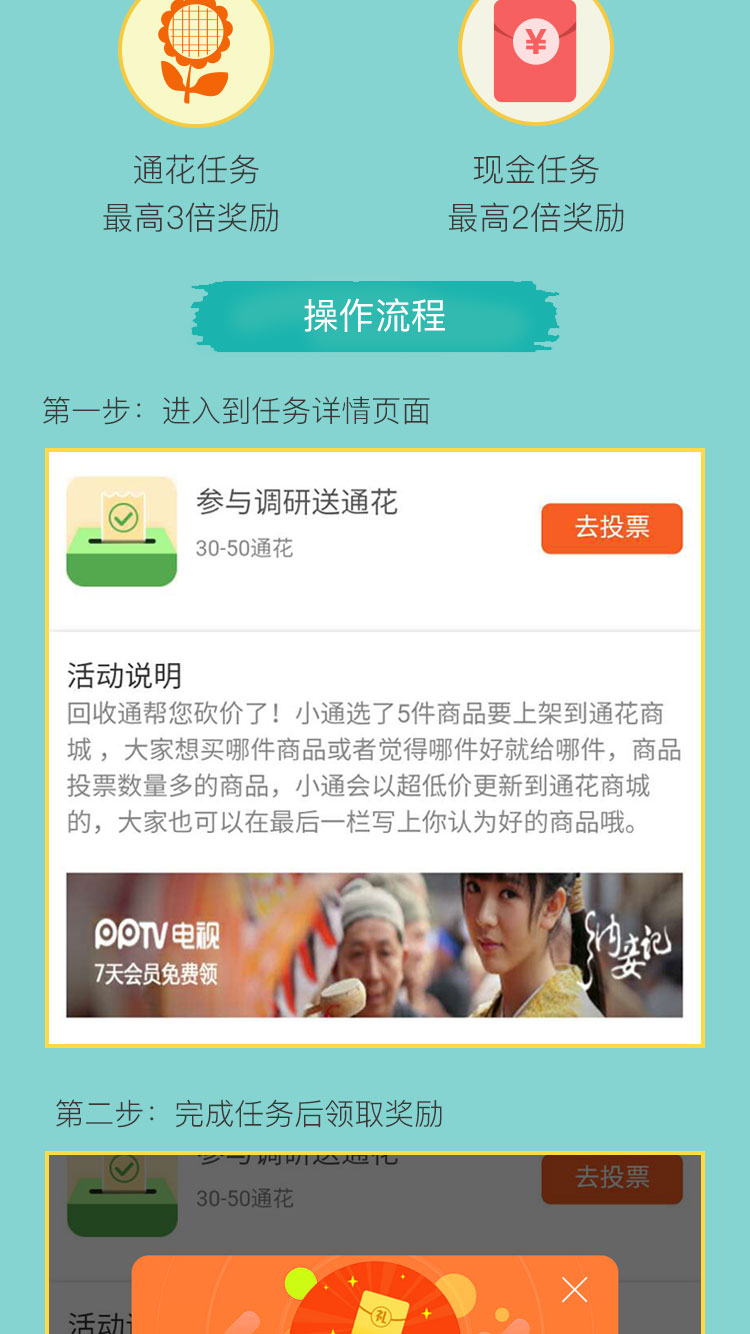 ¥
通花任务
现金任务
最高3倍奖励
最高2倍奖励
操作流程
第一步：进入到任务详情页面
参与调研送通花
30-50通花
去投票
活动说明
回收通帮您砍价了！小通选了5件商品要上架到通花商
城，大家想买哪件商品或者觉得哪件好就给哪件，商品
投票数量多的商品，小通会以超低价更新到通花商城
的，大家也可以在最后一栏写上你认为好的商品哦。
PPTV电视
7天会员免费领
纳妾记
第二步：完成任务后领取奖励
参与调研送通花
30-50通花
去投票
活动
礼